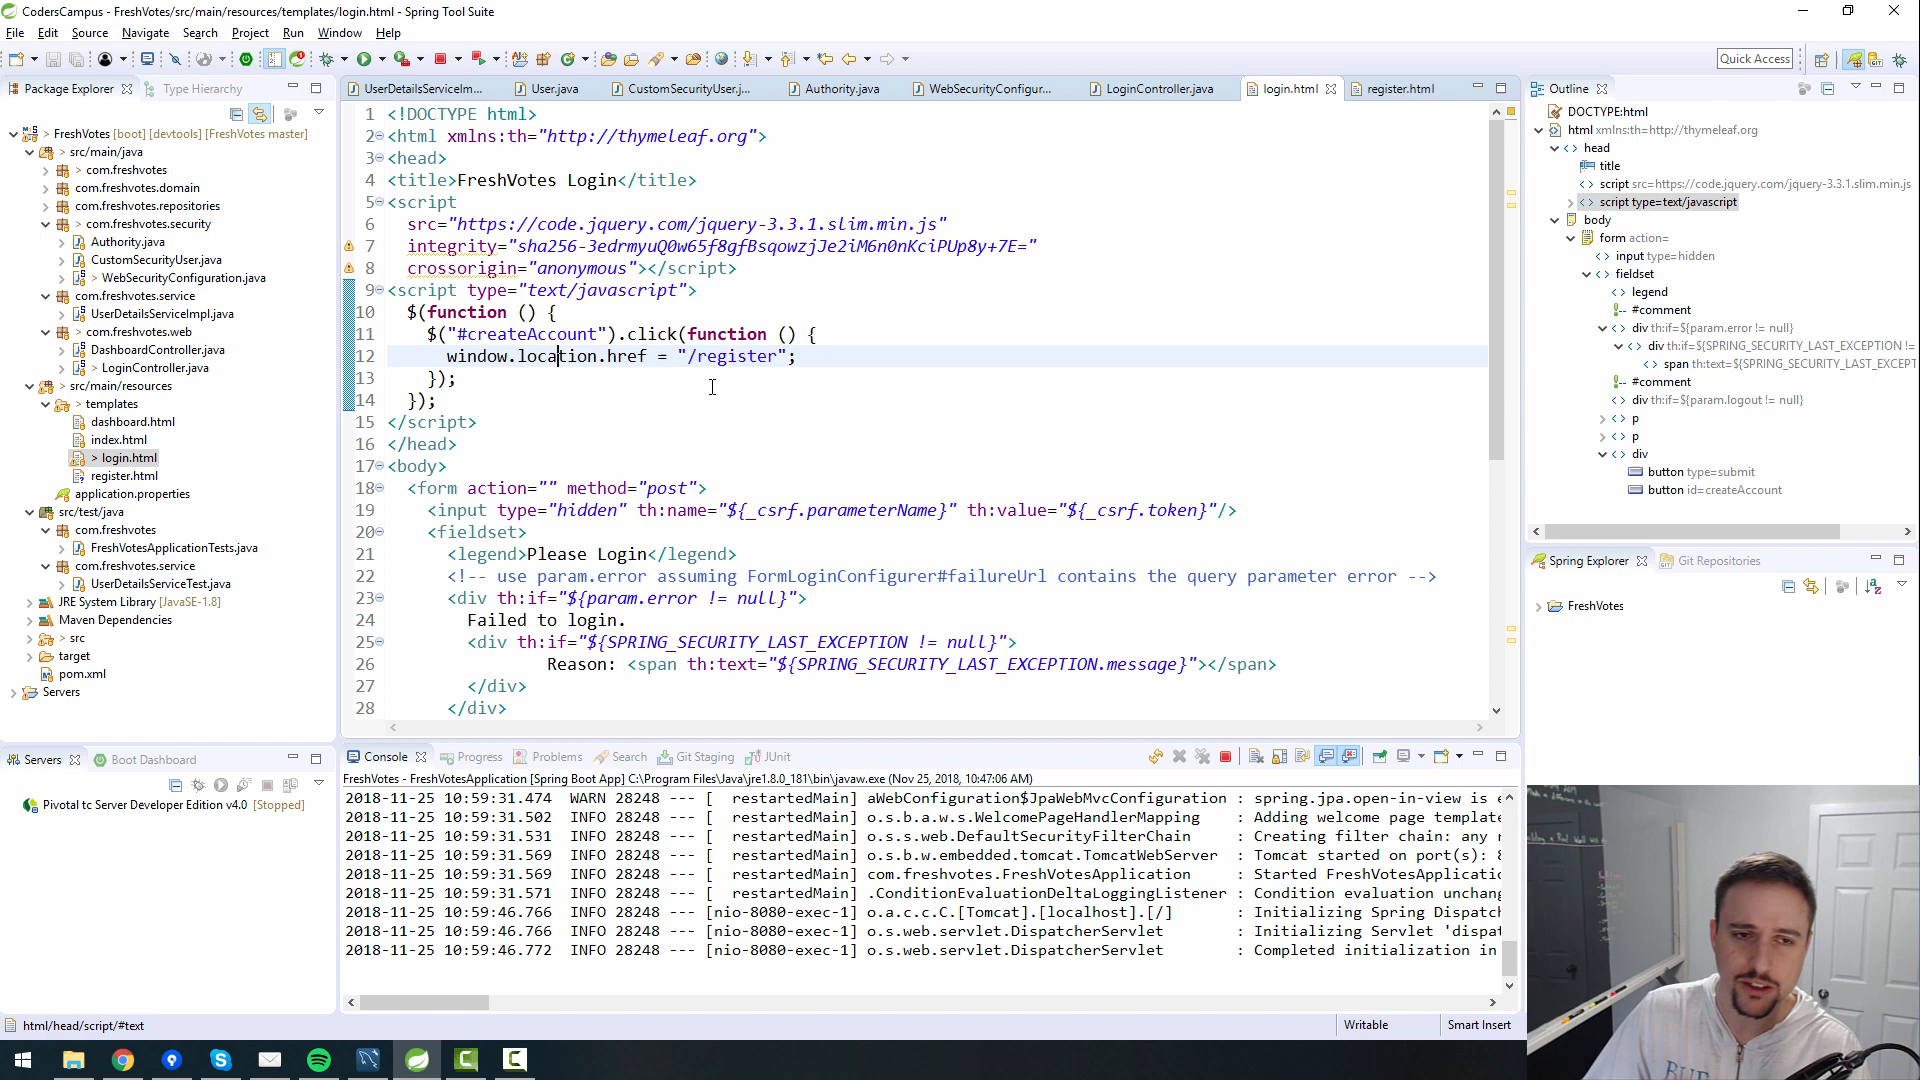 CodersCampus - FreshVotes/src/main/resources/templates/login.html - Spring Tool Suite
File Edit Source Navigate Search Project Run Window Help
Quick Access
Package Explorer Type Hierarchy
FreshVotes [boot] [devtools] [FreshVotes master]
> src/main/java
> com.freshvotes
com.freshvotes.domain
com.freshvotes.repositories
> com.freshvotes.security
Authority.java
CustomSecurityUser.java
> WebSecurityConfiguration.java
com.freshvotes.service
UserDetailsServiceImpl.java
> com.freshvotes.web
DashboardController.java
> LoginController.java
> src/main/resources
> templates
dashboard.html
index.html
> login.html
register.html
application.properties
src/test/java
com.freshvotes
FreshVotesApplicationTests.java
com.freshvotes.service
UserDetailsServiceTest.java
JRE System Library [JavaSE-1.8]
Maven Dependencies
> src
target
pom.xml
Servers
UserDetailsServiceIm... User.java CustomSecurityUser.j... Authority.java WebSecurityConfigur... LoginController.java login.html register.html
1 <!DOCTYPE html>
2 <html xmlns:th="http://thymeleaf.org">
3 <head>
4 <title>FreshVotes Login</title>
5 <script
6 src="https://code.jquery.com/jquery-3.3.1.slim.min.js"
7 integrity="sha256-3edrmyuQ0w65f8gfBsqowzjJe2iM6n0nKciPUp8y+7E="
8 crossorigin="anonymous"></script>
9 <script type="text/javascript">
10 $(function () {
11 $("#createAccount").click(function () {
12 window.location.href = "/register";
13 });
14 });
15 </script>
16 </head>
17 <body>
18 <form action="" method="post">
19 <input type="hidden" th:name="${_csrf.parameterName}" th:value="${_csrf.token}"/>
20 <fieldset>
21 <legend>Please Login</legend>
22 <!-- use param.error assuming FormLoginConfigurer#failureUrl contains the query parameter error -->
23 <div th:if="${param.error != null}">
24 Failed to login.
25 <div th:if="${SPRING_SECURITY_LAST_EXCEPTION != null}">
26 Reason: <span th:text="${SPRING_SECURITY_LAST_EXCEPTION.message}"></span>
27 </div>
28 </div>
Outline
DOCTYPE:html
html xmlns:th=http://thymeleaf.org
head
title
script src=https://code.jquery.com/jquery-3.3.1.slim.min.js
script type=text/javascript
body
form action=
input type=hidden
fieldset
legend
#comment
div th:if=${param.error != null}
div th:if=${SPRING_SECURITY_LAST_EXCEPTION !=
span th:text=${SPRING_SECURITY_LAST_EXCEPT
#comment
div th:if=${param.logout != null}
p
p
div
button type=submit
button id=createAccount
Spring Explorer Git Repositories
FreshVotes
Servers Boot Dashboard
Pivotal tc Server Developer Edition v4.0 [Stopped]
Console Progress Problems Search Git Staging JUnit
FreshVotes - FreshVotesApplication [Spring Boot App] C:\Program Files\Java\jre1.8.0_181\bin\javaw.exe (Nov 25, 2018, 10:47:06 AM)
2018-11-25 10:59:31.474 WARN 28248 --- [ restartedMain] aWebConfiguration$JpaWebMvcConfiguration : spring.jpa.open-in-view is e
2018-11-25 10:59:31.502 INFO 28248 --- [ restartedMain] o.s.b.a.w.s.WelcomePageHandlerMapping : Adding welcome page template
2018-11-25 10:59:31.531 INFO 28248 --- [ restartedMain] o.s.s.web.DefaultSecurityFilterChain : Creating filter chain: any r
2018-11-25 10:59:31.569 INFO 28248 --- [ restartedMain] o.s.b.w.embedded.tomcat.TomcatWebServer : Tomcat started on port(s): 8
2018-11-25 10:59:31.569 INFO 28248 --- [ restartedMain] com.freshvotes.FreshVotesApplication : Started FreshVotesApplicatio
2018-11-25 10:59:31.571 INFO 28248 --- [ restartedMain] .ConditionEvaluationDeltaLoggingListener : Condition evaluation unchang
2018-11-25 10:59:46.766 INFO 28248 --- [nio-8080-exec-1] o.a.c.c.C.[Tomcat].[localhost].[/] : Initializing Spring Dispatc
2018-11-25 10:59:46.766 INFO 28248 --- [nio-8080-exec-1] o.s.web.servlet.DispatcherServlet : Initializing Servlet 'dispat
2018-11-25 10:59:46.772 INFO 28248 --- [nio-8080-exec-1] o.s.web.servlet.DispatcherServlet : Completed initialization in
html/head/script/#text
Writable
Smart Insert